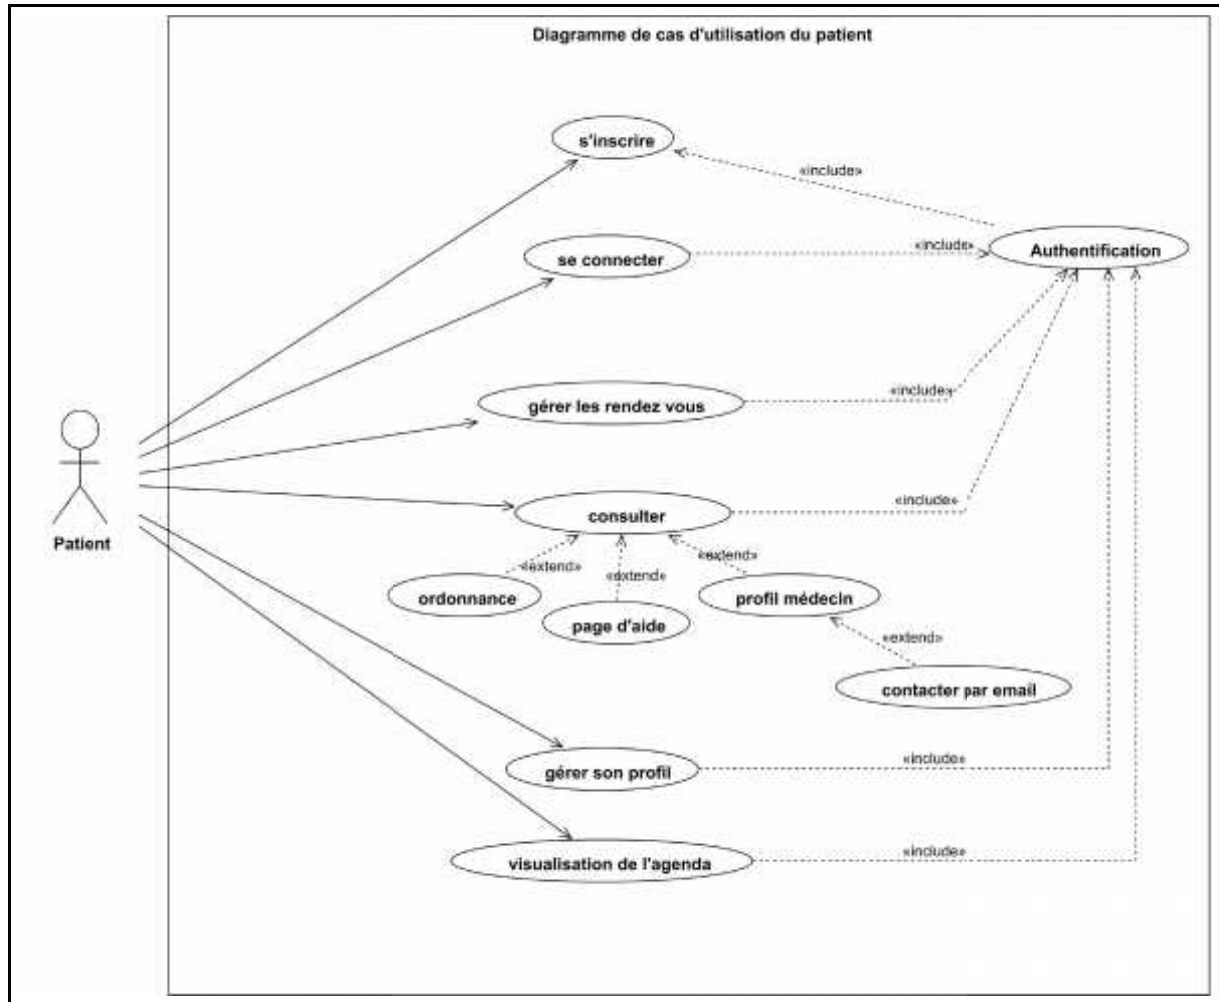 Diagramme de cas d'utilisation du patient
s'inscrire
«include»
se connecter
«include»
Authentification
gérer les rendez vous
«include»
consulter
«include»
Patient
«extend»
«extend»
«extend»
ordonnance
page d'aide
profil médecin
«extend»
contacter par email
gérer son profil
«include»
visualisation de l'agenda
«include»